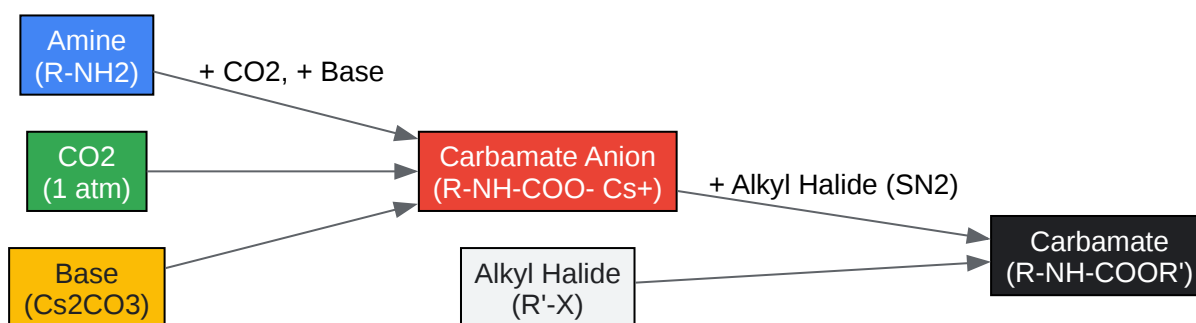 Amine
(R-NH2)
+ CO2, + Base
CO2
(1 atm)
Carbamate Anion
(R-NH-COO- Cs+)
+ Alkyl Halide (SN2)
Base
(Cs2CO3)
Alkyl Halide
(R'-X)
Carbamate
(R-NH-COOR')